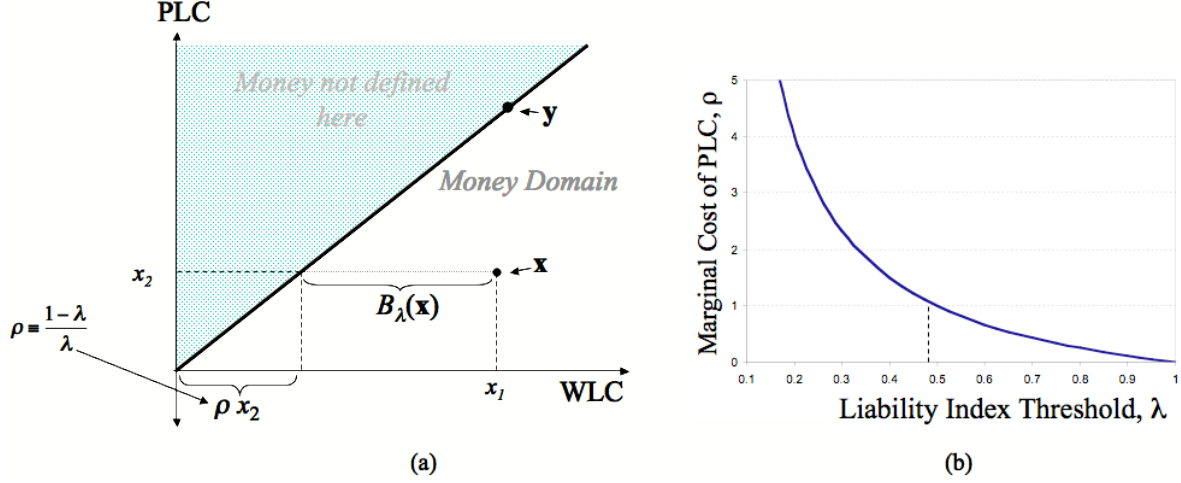 PLC
Money not defined
here
y
Money Domain
x₂
x
B_λ(x)
ρ ≡ (1−λ)/λ
ρ x₂
x₁
WLC
(a)
Marginal Cost of PLC, ρ
5
4
3
2
1
0
0.1 0.2 0.3 0.4 0.5 0.6 0.7 0.8 0.9 1
Liability Index Threshold, λ
(b)